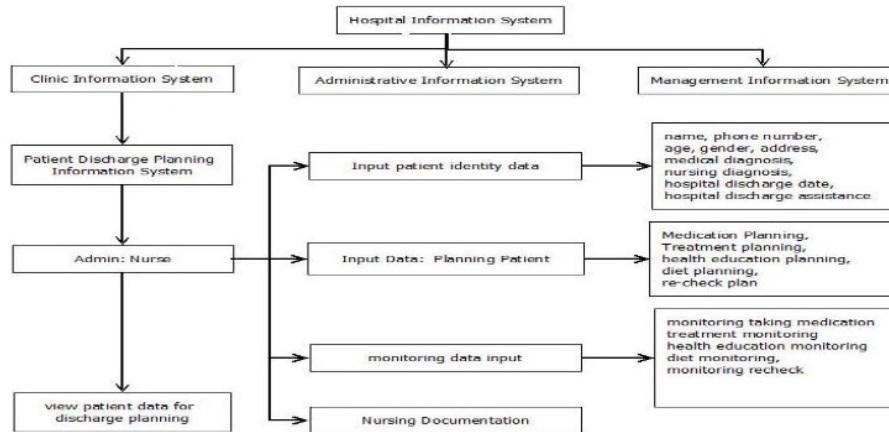 Hospital Information System
Clinic Information System
Administrative Information System
Management Information System
Patient Discharge Planning
Information System
Input patient identity data
name, phone number,
age, gender, address,
medical diagnosis,
nursing diagnosis,
hospital discharge date,
hospital discharge assistance
Admin: Nurse
Input Data: Planning Patient
Medication Planning,
Treatment planning,
health education planning,
diet planning,
re-check plan
monitoring data input
monitoring taking medication
treatment monitoring
health education monitoring
diet monitoring,
monitoring recheck
view patient data for
discharge planning
Nursing Documentation